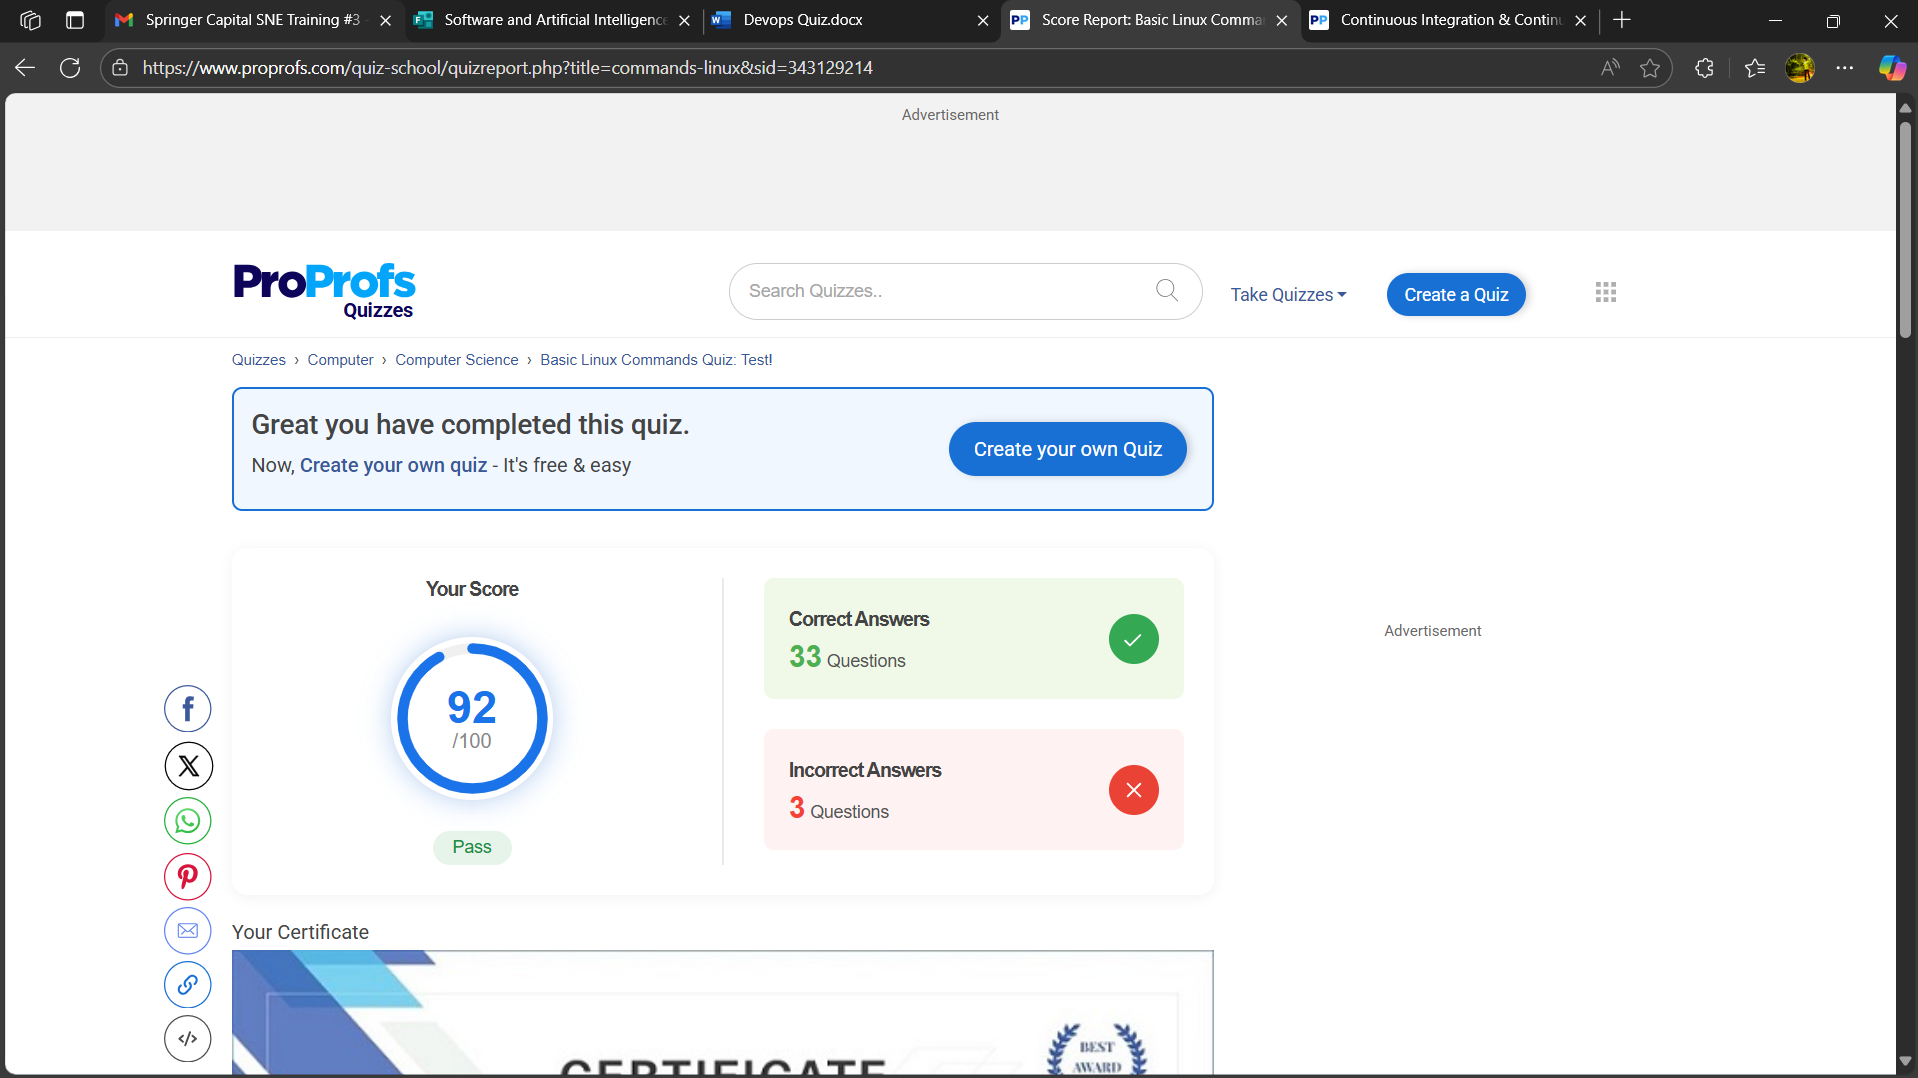 Springer Capital SNE Training #3
Software and Artificial Intelligence
Devops Quiz.docx
Score Report: Basic Linux Comma
Continuous Integration & Continu
https://www.proprofs.com/quiz-school/quizreport.php?title=commands-linux&sid=343129214
Advertisement
ProProfs
Quizzes
Search Quizzes..
Take Quizzes
Create a Quiz
Quizzes › Computer › Computer Science › Basic Linux Commands Quiz: Test!
Great you have completed this quiz.
Now, Create your own quiz - It's free & easy
Create your own Quiz
Your Score
92
/100
Pass
Correct Answers
33 Questions
Incorrect Answers
3 Questions
Advertisement
Your Certificate
CERTIFICATE
BEST
AWARD